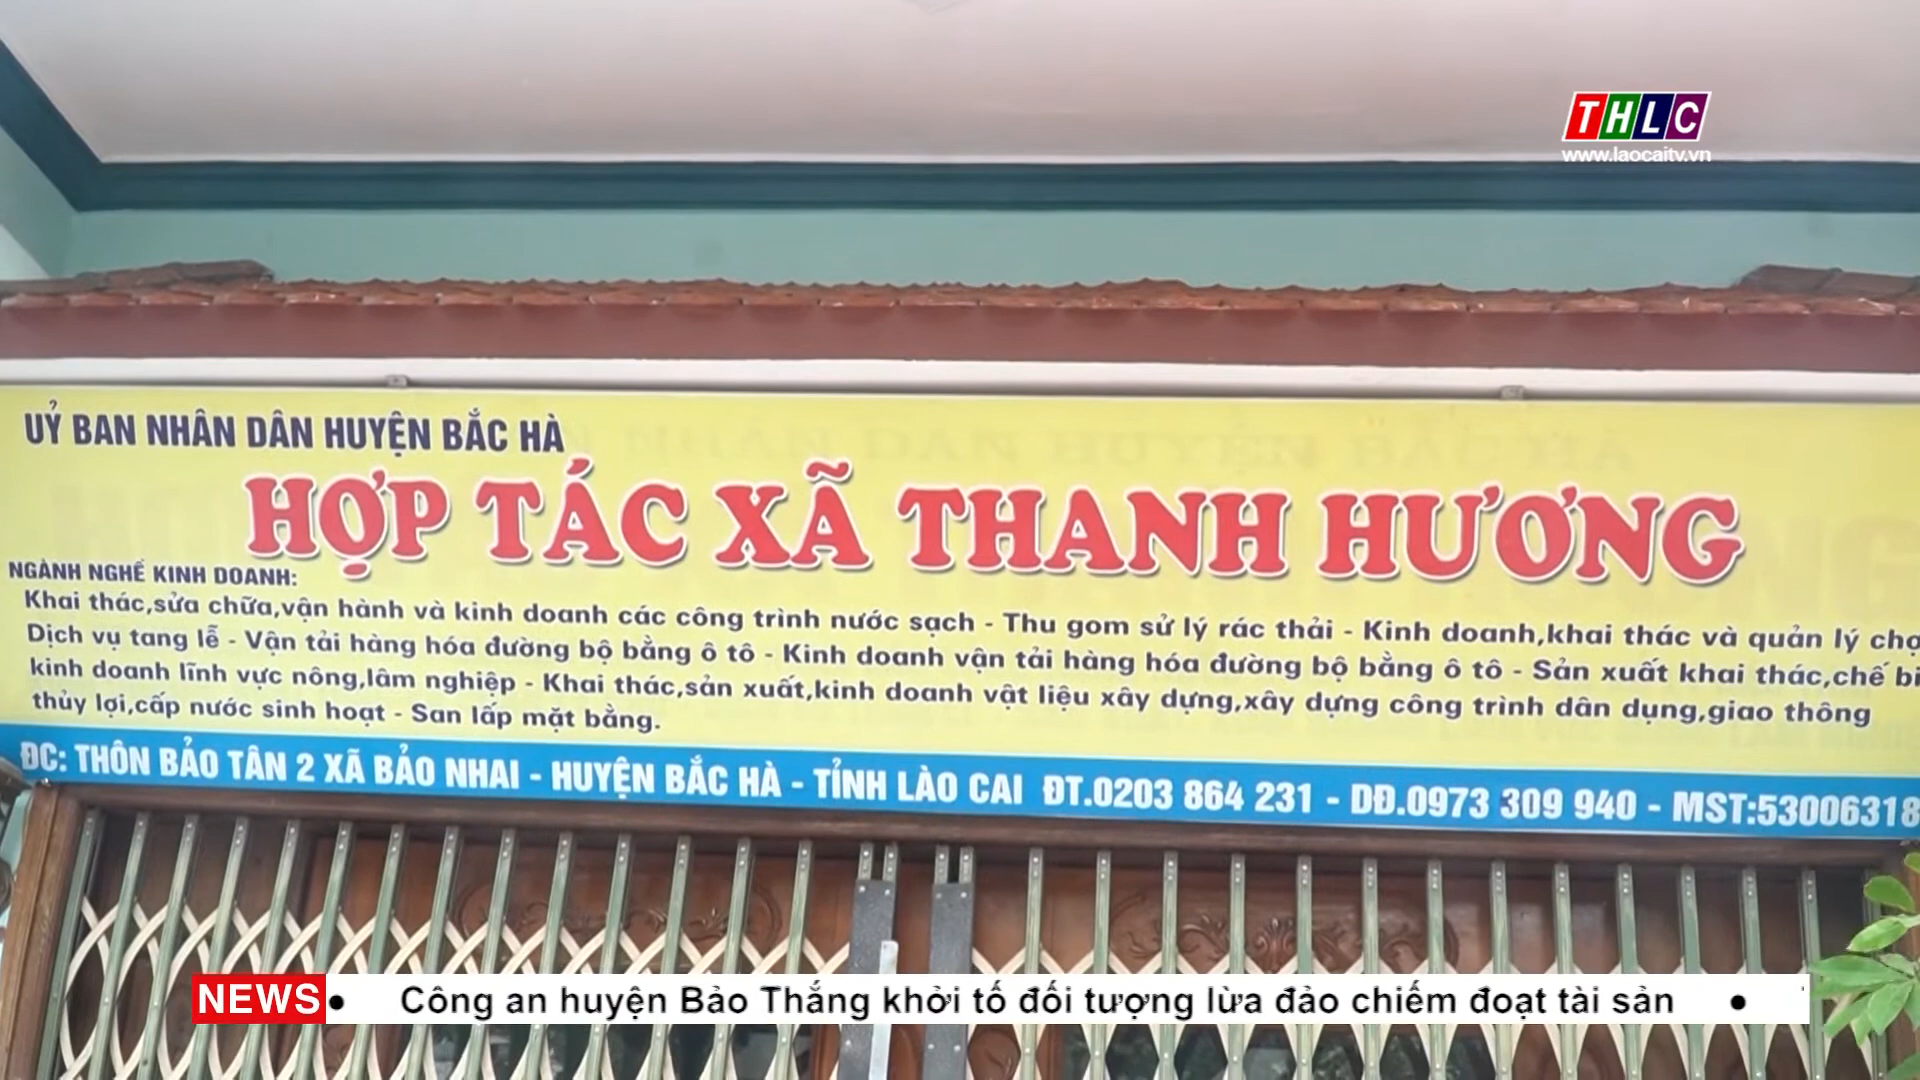 THLC
www.laocaitv.vn
UỶ BAN NHÂN DÂN HUYỆN BẮC HÀ
HỢP TÁC XÃ THANH HƯƠNG
NGÀNH NGHỀ KINH DOANH:
Khai thác,sửa chữa,vận hành và kinh doanh các công trình nước sạch - Thu gom sử lý rác thải - Kinh doanh,khai thác và quản lý
Dịch vụ tang lễ - Vận tải hàng hóa đường bộ bằng ô tô - Kinh doanh vận tải hàng hóa đường bộ bằng ô tô - Sản xuất khai thác,chế
kinh doanh lĩnh vực nông,lâm nghiệp - Khai thác,sản xuất,kinh doanh vật liệu xây dựng,xây dựng công trình dân dụng,giao thông
thủy lợi,cấp nước sinh hoạt - San lấp mặt bằng.
ĐC: THÔN BẢO TÂN 2 XÃ BẢO NHAI - HUYỆN BẮC HÀ - TỈNH LÀO CAI ĐT.0203 864 231 - DĐ.0973 309 940 - MST:53006318
NEWS • Công an huyện Bảo Thắng khởi tố đối tượng lừa đảo chiếm đoạt tài sản •